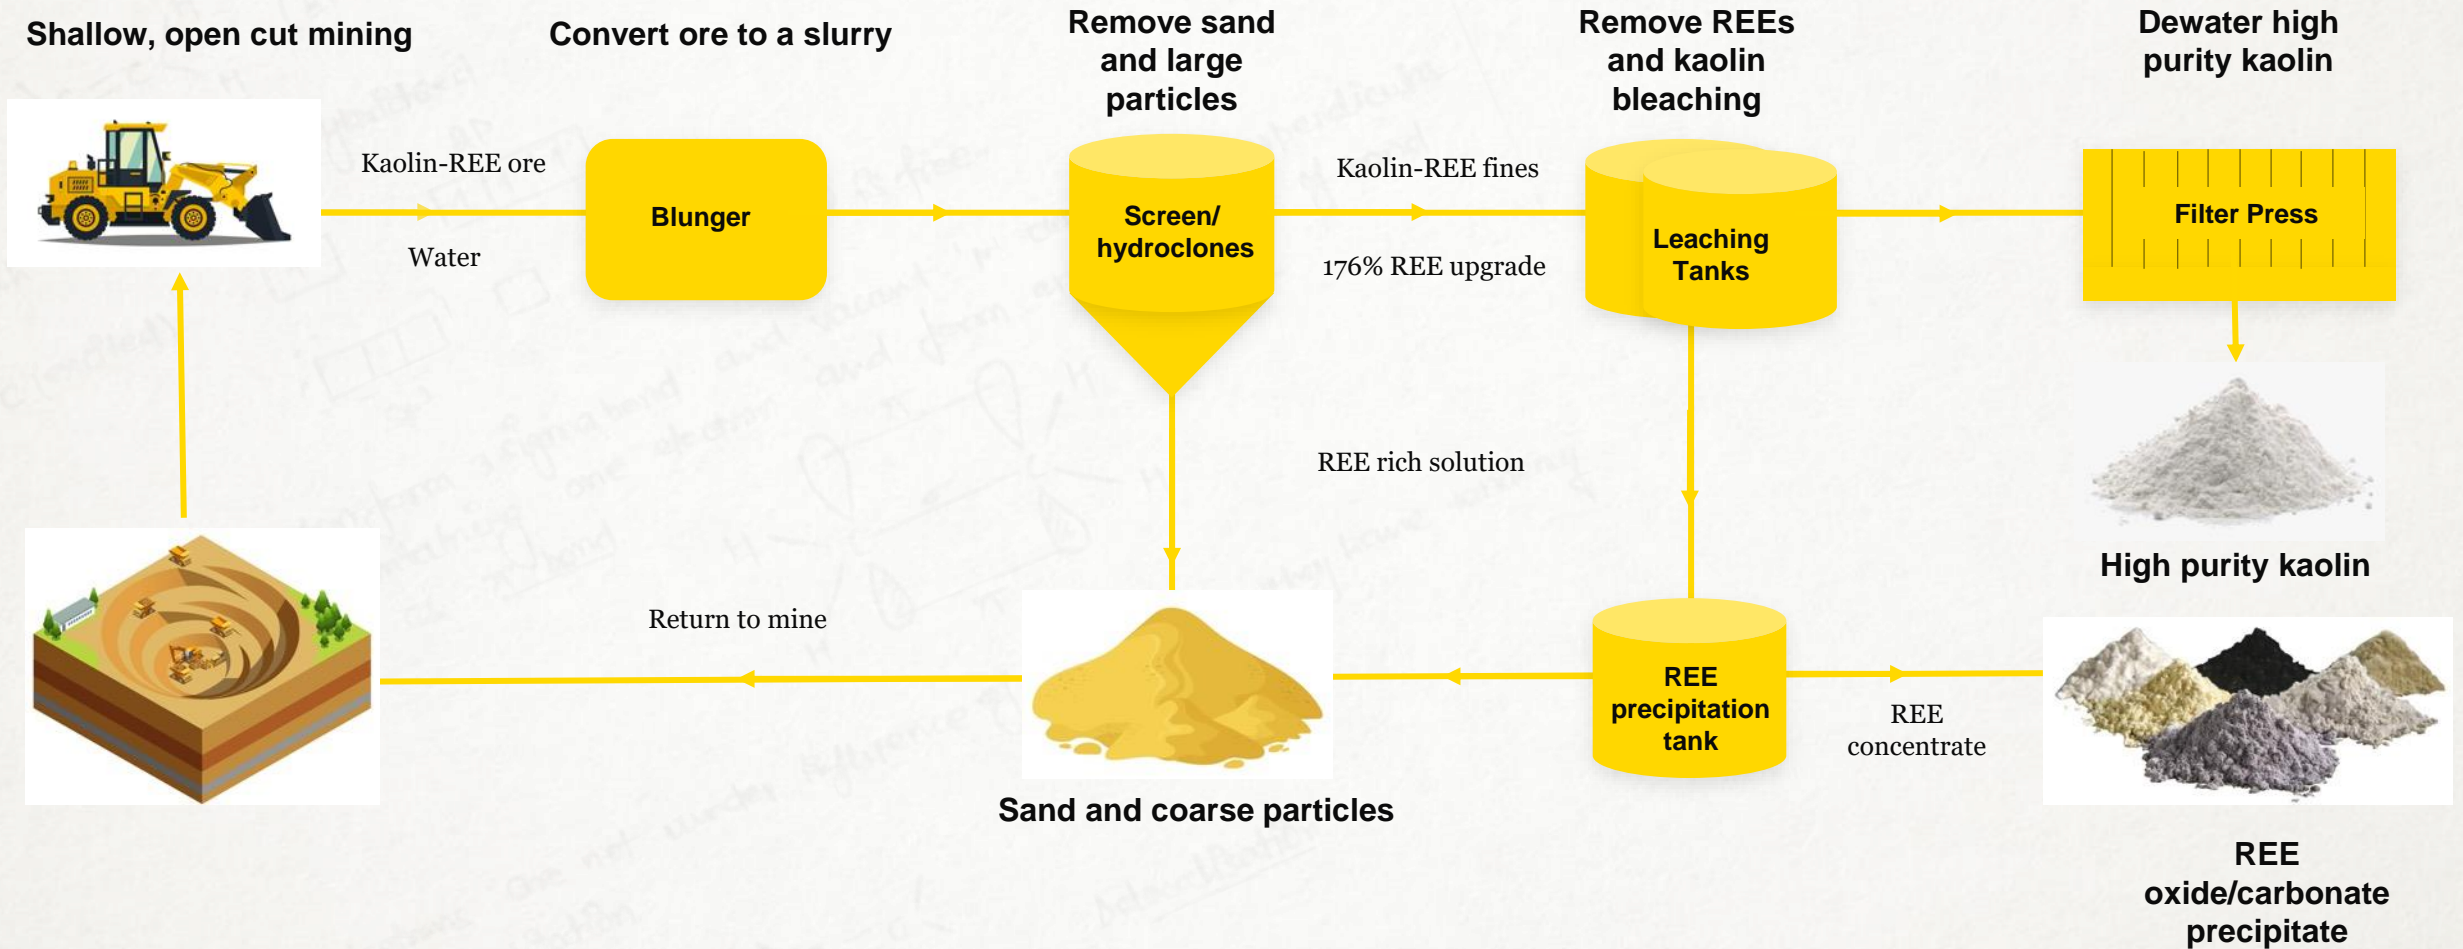 Shallow, open cut mining
Convert ore to a slurry
Remove sand
and large
particles
Remove REEs
and kaolin
bleaching
Dewater high
purity kaolin
Kaolin-REE ore
Water
Blunger
Screen/
hydroclones
Kaolin-REE fines
176% REE upgrade
Leaching
Tanks
Filter Press
REE rich solution
High purity kaolin
Return to mine
Sand and coarse particles
REE
precipitation
tank
REE
concentrate
REE
oxide/carbonate
precipitate